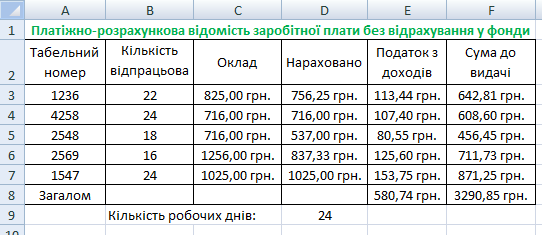 A B C D E F
1 Платіжно-розрахункова відомість заробітної плати без відрахування у фонди
2 Табельний номер Кількість відпрацьова Оклад Нараховано Податок з доходів Сума до видачі
3 1236 22 825,00 грн. 756,25 грн. 113,44 грн. 642,81 грн.
4 4258 24 716,00 грн. 716,00 грн. 107,40 грн. 608,60 грн.
5 2548 18 716,00 грн. 537,00 грн. 80,55 грн. 456,45 грн.
6 2569 16 1256,00 грн. 837,33 грн. 125,60 грн. 711,73 грн.
7 1547 24 1025,00 грн. 1025,00 грн. 153,75 грн. 871,25 грн.
8 Загалом 580,74 грн. 3290,85 грн.
9 Кількість робочих днів: 24